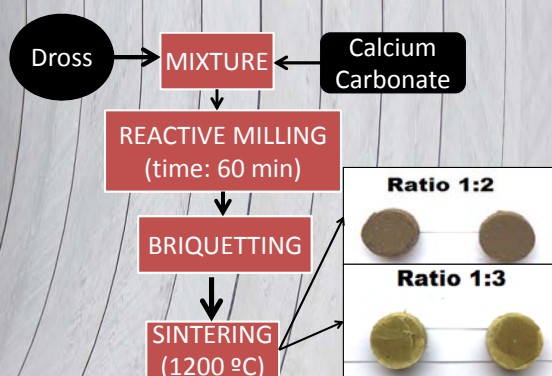 Dross
MIXTURE
Calcium
Carbonate
REACTIVE MILLING
(time: 60 min)
BRIQUETTING
SINTERING
(1200 ºC)
Ratio 1:2
Ratio 1:3